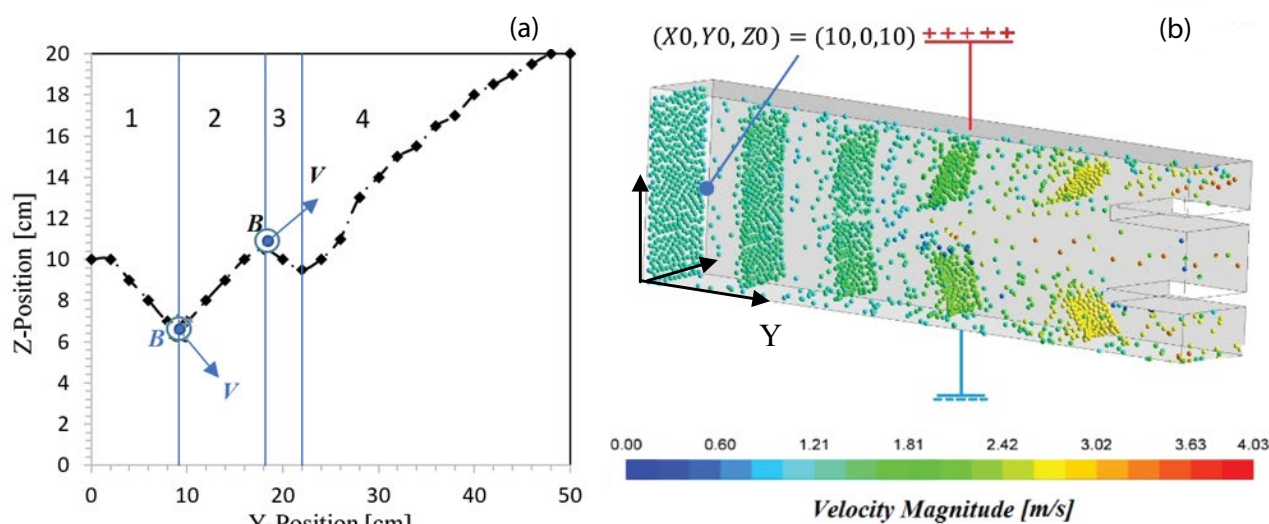 (a)
20
18
16
14
12
10
8
6
4
2
0
Z-Position [cm]
1 2 3 4
B
V
B
V
0 10 20 30 40 50
Y-Position [cm]
(b)
(X0, Y0, Z0) = (10,0,10) +++++
Y
0.00 0.60 1.21 1.81 2.42 3.02 3.63 4.03
Velocity Magnitude [m/s]